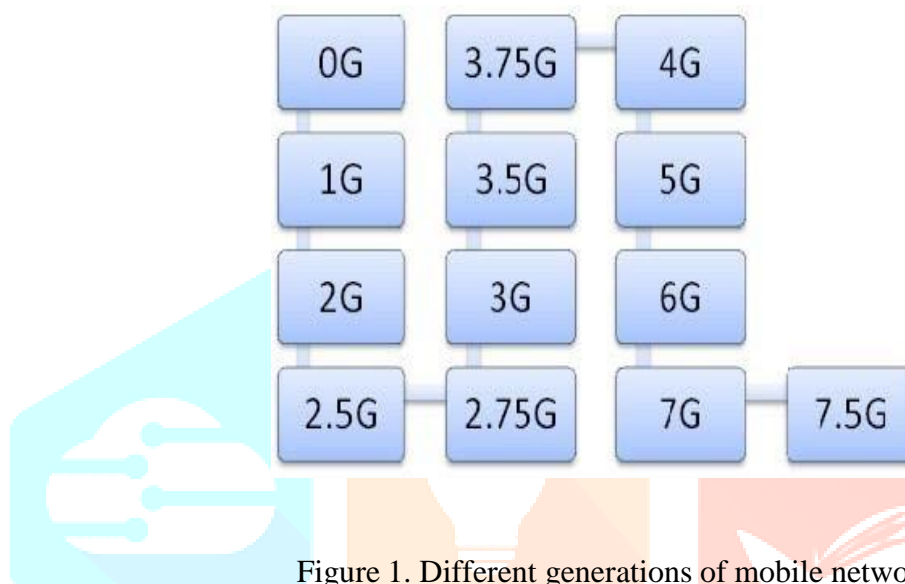 0G 3.75G 4G
1G 3.5G 5G
2G 3G 6G
2.5G 2.75G 7G 7.5G
Figure 1. Different generations of mobile netwo